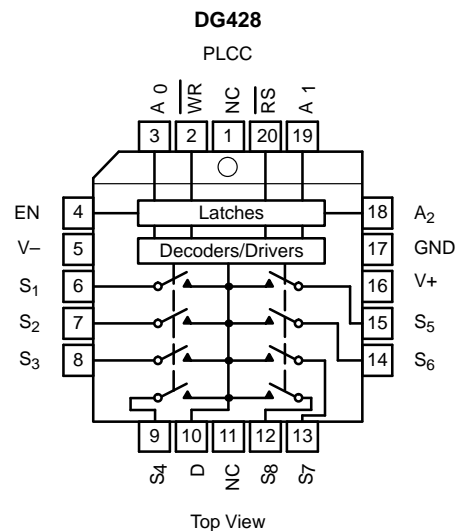 DG428
PLCC
A 0
WR
NC
RS
A 1
3
2
1
20
19
EN 4 Latches 18 A2
V– 5 Decoders/Drivers 17 GND
S1 6 16 V+
S2 7 15 S5
S3 8 14 S6
9
10
11
12
13
S4
D
NC
S8
S7
Top View